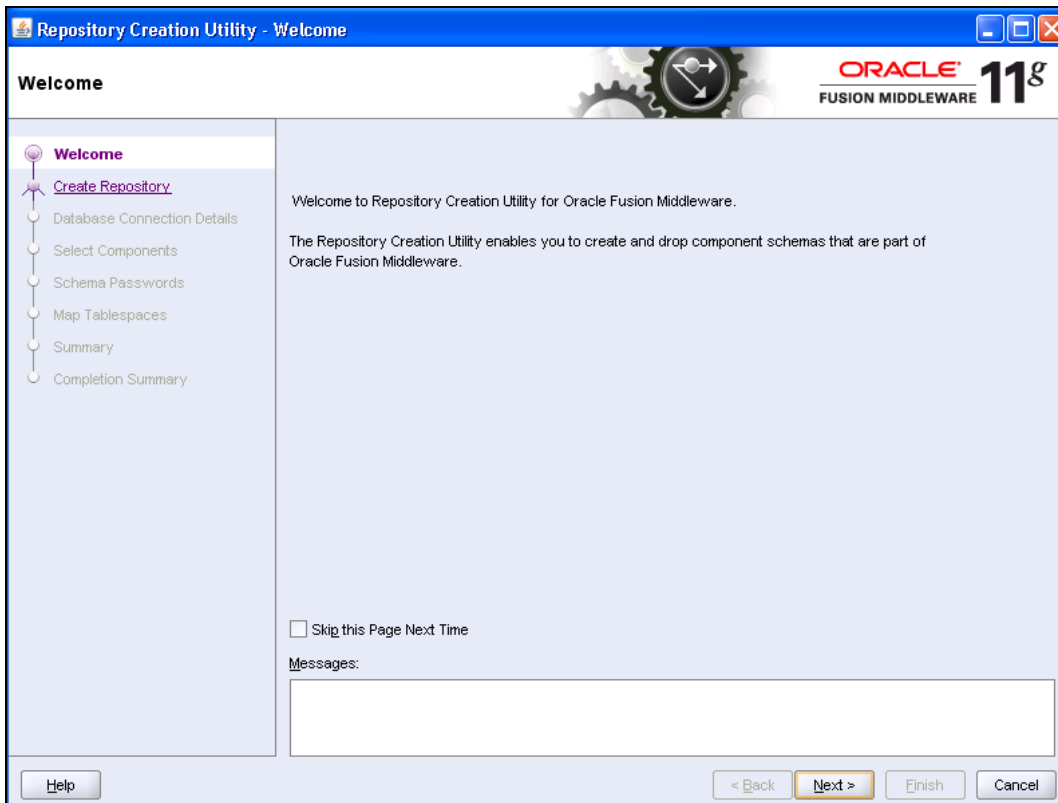 Repository Creation Utility - Welcome
Welcome
ORACLE
FUSION MIDDLEWARE 11g
Welcome
Create Repository
Database Connection Details
Select Components
Schema Passwords
Map Tablespaces
Summary
Completion Summary
Welcome to Repository Creation Utility for Oracle Fusion Middleware.
The Repository Creation Utility enables you to create and drop component schemas that are part of
Oracle Fusion Middleware.
Skip this Page Next Time
Messages:
Help
< Back
Next >
Finish
Cancel